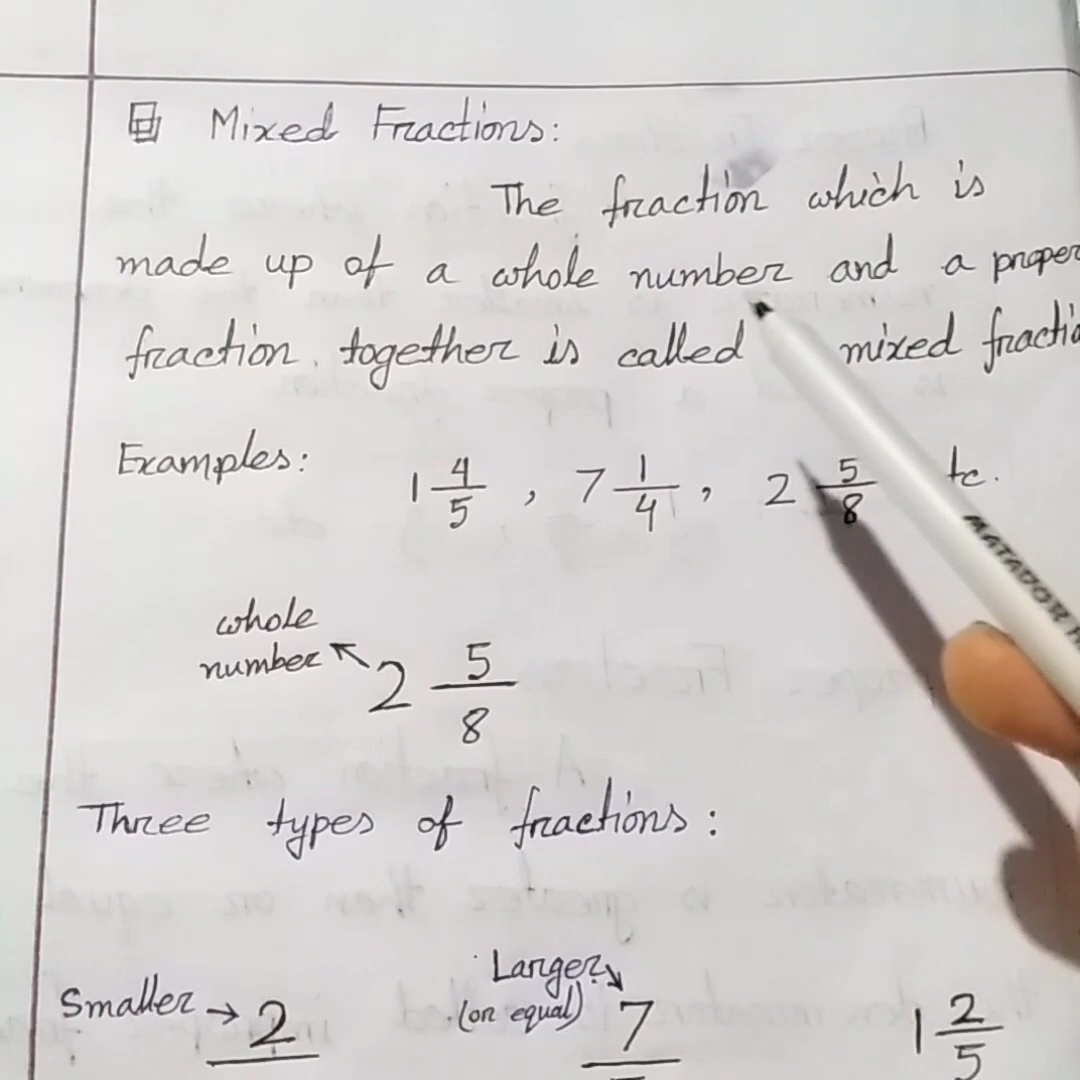 Mixed Fractions:
The fraction which is
made up of a whole number and a proper
fraction together is called mixed fractio
Examples: 1 4/5 , 7 1/4 , 2 5/8 tc.
whole
number ↖ 2 5/8
Three types of fractions:
Smaller → 2
Larger ↘
(or equal) 7
1 2/5
MATADOR